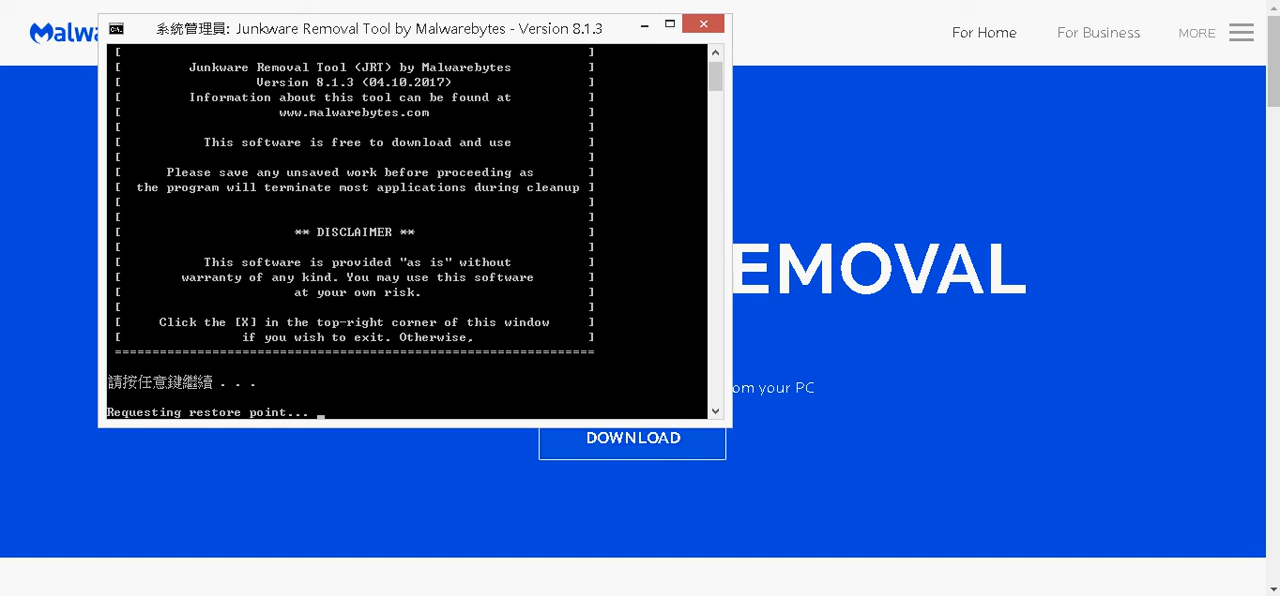 Malw
For Home
For Business
MORE
系統管理員: Junkware Removal Tool by Malwarebytes - Version 8.1.3
[ ]
[ Junkware Removal Tool (JRT) by Malwarebytes ]
[ Version 8.1.3 (04.10.2017) ]
[ Information about this tool can be found at ]
[ www.malwarebytes.com ]
[ ]
[ This software is free to download and use ]
[ ]
[ Please save any unsaved work before proceeding as ]
[ the program will terminate most applications during cleanup ]
[ ]
[ ]
[ ** DISCLAIMER ** ]
[ ]
[ This software is provided "as is" without ]
[ warranty of any kind. You may use this software ]
[ at your own risk. ]
[ ]
[ Click the [X] in the top-right corner of this window ]
[ if you wish to exit. Otherwise, ]
================================================================
請按任意鍵繼續 . . .
Requesting restore point... _
EMOVAL
om your PC
DOWNLOAD